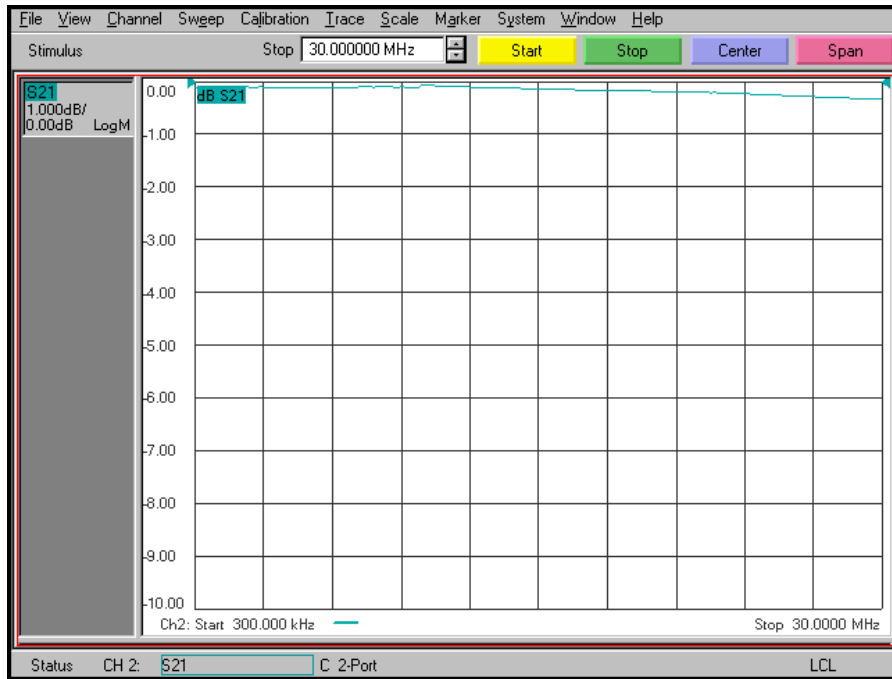 File View Channel Sweep Calibration Trace Scale Marker System Window Help
Stimulus Stop 30.000000 MHz Start Stop Center Span
S21
1.000dB/
0.00dB LogM
0.00
dB S21
-1.00
-2.00
-3.00
-4.00
-5.00
-6.00
-7.00
-8.00
-9.00
-10.00
Ch2: Start 300.000 kHz Stop 30.0000 MHz
Status CH 2: S21 C 2-Port LCL